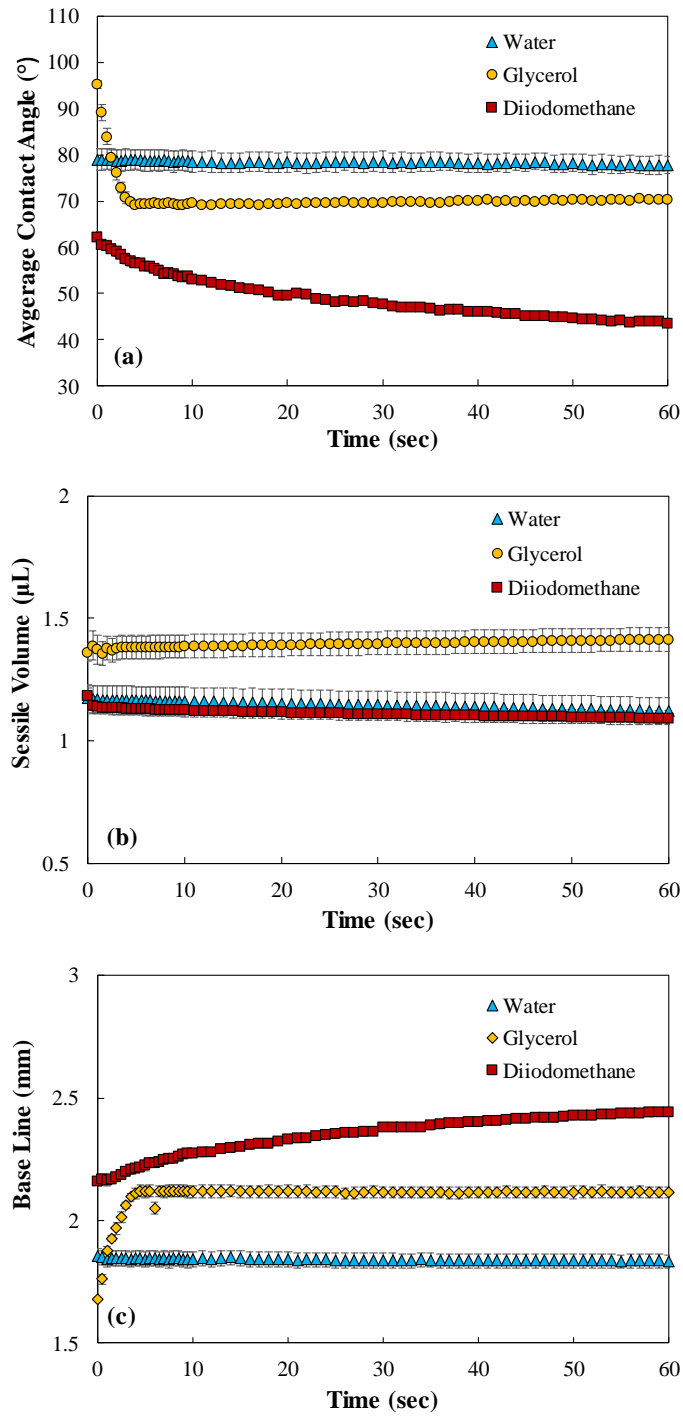 110
100
90
80
70
60
50
40
30
Avgerage Contact Angle (°)
Water
Glycerol
Diiodomethane
(a)
0 10 20 30 40 50 60
Time (sec)
2
1.5
1
0.5
Sessile Volume (µL)
Water
Glycerol
Diiodomethane
(b)
0 10 20 30 40 50 60
Time (sec)
3
2.5
2
1.5
Base Line (mm)
Water
Glycerol
Diiodomethane
(c)
0 10 20 30 40 50 60
Time (sec)